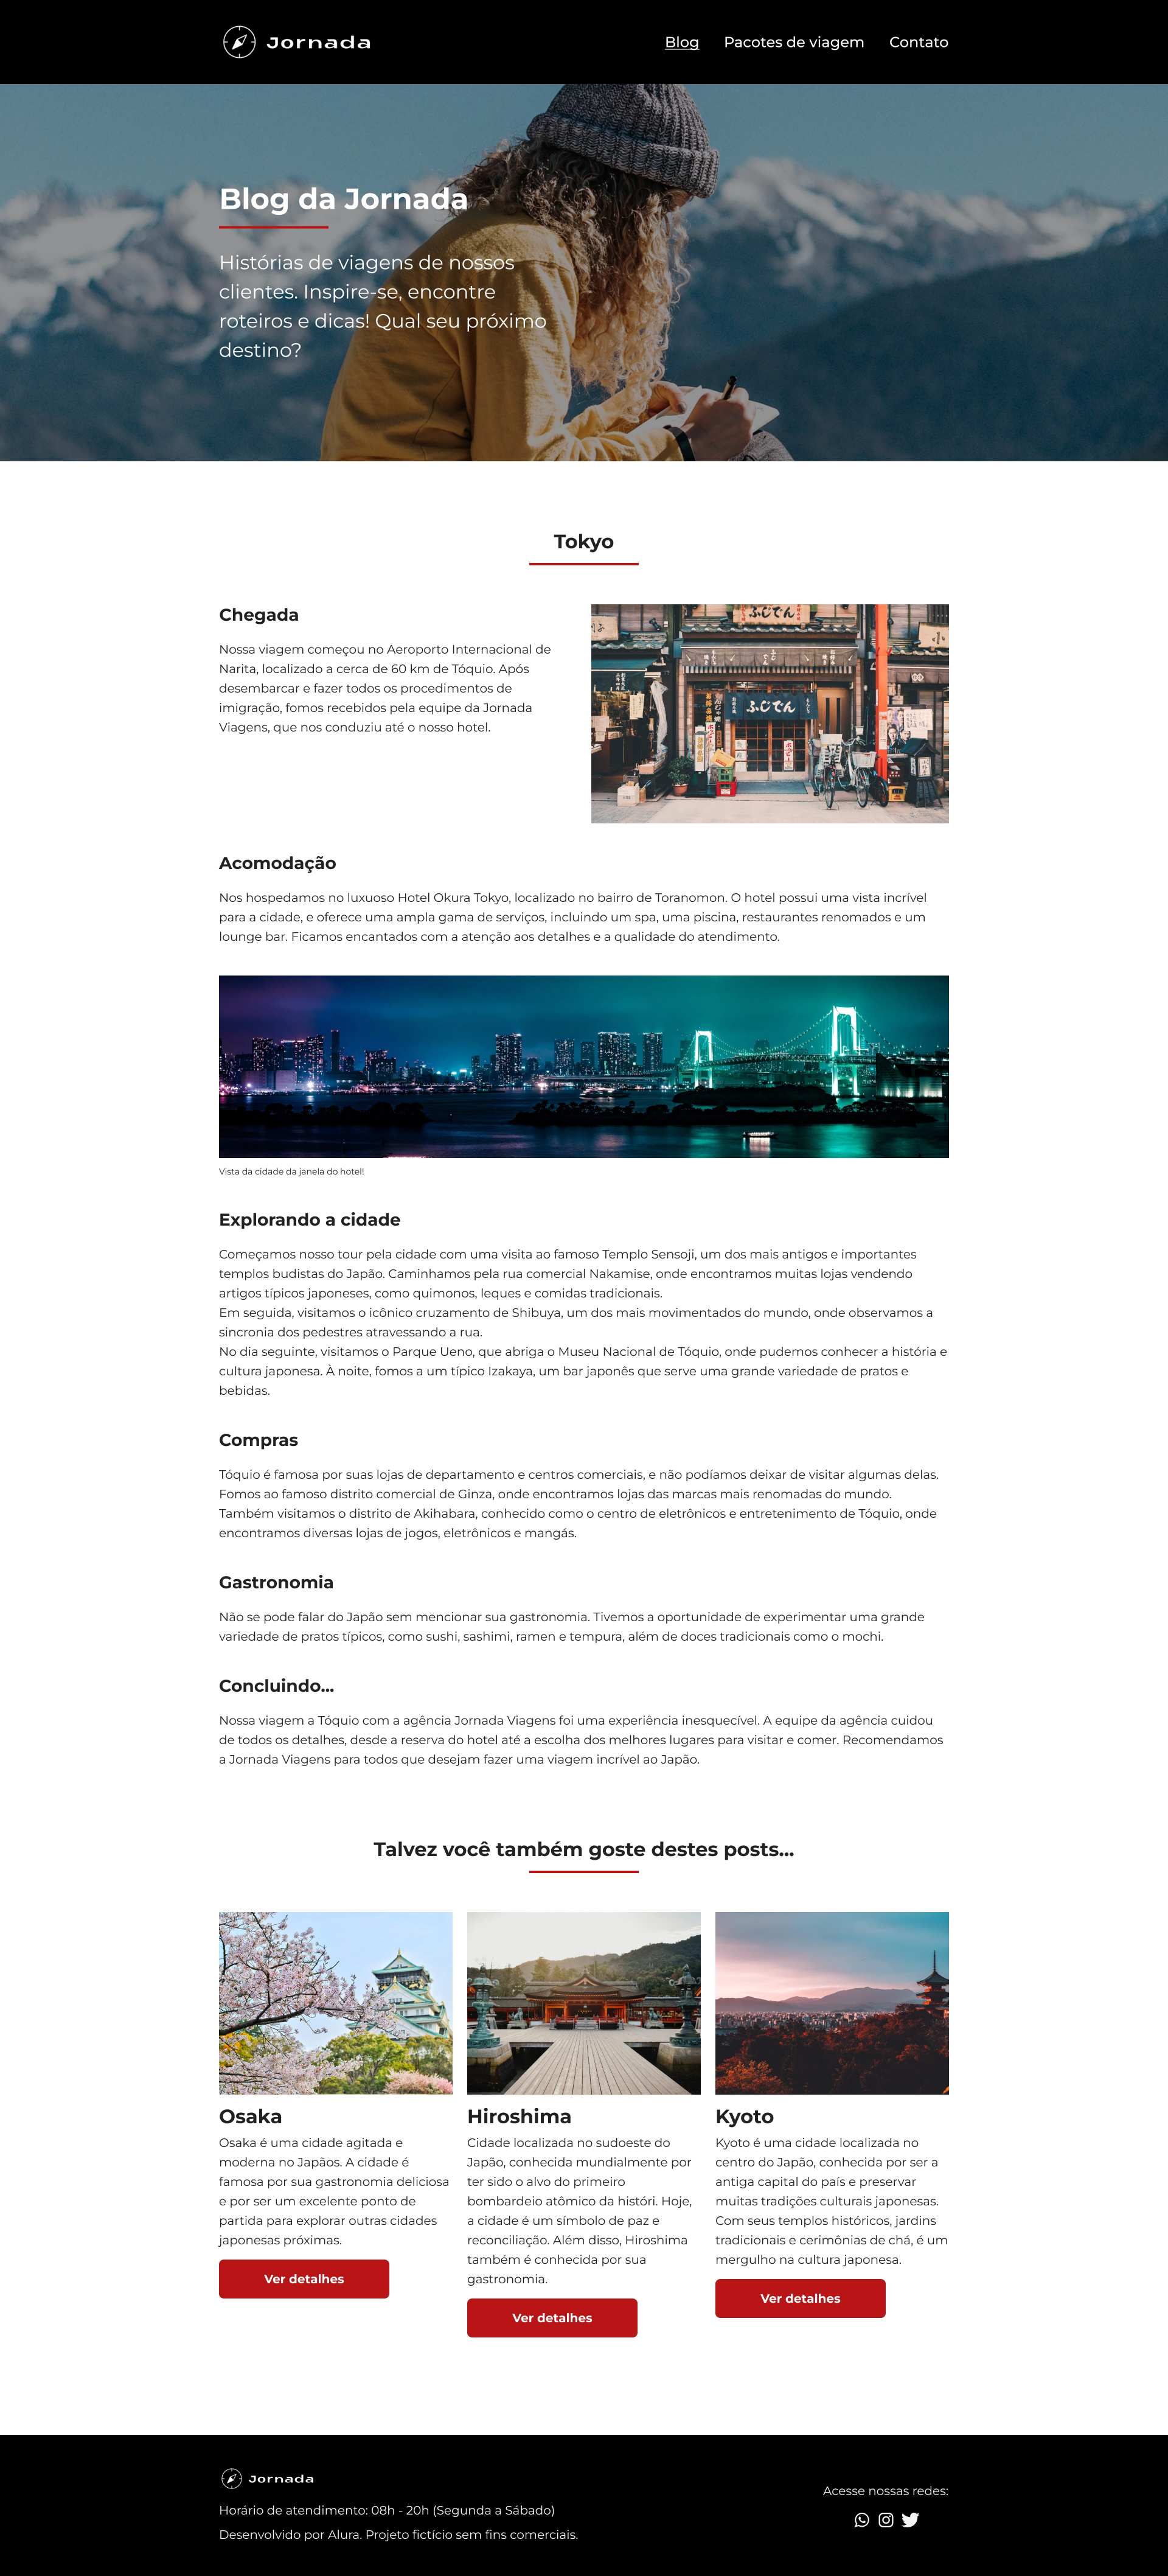 Jornada
Blog
Pacotes de viagem
Contato
Blog da Jornada
Histórias de viagens de nossos
clientes. Inspire-se, encontre
roteiros e dicas! Qual seu próximo
destino?
Tokyo
Chegada
Nossa viagem começou no Aeroporto Internacional de
Narita, localizado a cerca de 60 km de Tóquio. Após
desembarcar e fazer todos os procedimentos de
imigração, fomos recebidos pela equipe da Jornada
Viagens, que nos conduziu até o nosso hotel.
ふじでん
ふじでん
Acomodação
Nos hospedamos no luxuoso Hotel Okura Tokyo, localizado no bairro de Toranomon. O hotel possui uma vista incrível
para a cidade, e oferece uma ampla gama de serviços, incluindo um spa, uma piscina, restaurantes renomados e um
lounge bar. Ficamos encantados com a atenção aos detalhes e a qualidade do atendimento.
Vista da cidade da janela do hotel!
Explorando a cidade
Começamos nosso tour pela cidade com uma visita ao famoso Templo Sensoji, um dos mais antigos e importantes
templos budistas do Japão. Caminhamos pela rua comercial Nakamise, onde encontramos muitas lojas vendendo
artigos típicos japoneses, como quimonos, leques e comidas tradicionais.
Em seguida, visitamos o icônico cruzamento de Shibuya, um dos mais movimentados do mundo, onde observamos a
sincronia dos pedestres atravessando a rua.
No dia seguinte, visitamos o Parque Ueno, que abriga o Museu Nacional de Tóquio, onde pudemos conhecer a história e
cultura japonesa. À noite, fomos a um típico Izakaya, um bar japonês que serve uma grande variedade de pratos e
bebidas.
Compras
Tóquio é famosa por suas lojas de departamento e centros comerciais, e não podíamos deixar de visitar algumas delas.
Fomos ao famoso distrito comercial de Ginza, onde encontramos lojas das marcas mais renomadas do mundo.
Também visitamos o distrito de Akihabara, conhecido como o centro de eletrônicos e entretenimento de Tóquio, onde
encontramos diversas lojas de jogos, eletrônicos e mangás.
Gastronomia
Não se pode falar do Japão sem mencionar sua gastronomia. Tivemos a oportunidade de experimentar uma grande
variedade de pratos típicos, como sushi, sashimi, ramen e tempura, além de doces tradicionais como o mochi.
Concluindo...
Nossa viagem a Tóquio com a agência Jornada Viagens foi uma experiência inesquecível. A equipe da agência cuidou
de todos os detalhes, desde a reserva do hotel até a escolha dos melhores lugares para visitar e comer. Recomendamos
a Jornada Viagens para todos que desejam fazer uma viagem incrível ao Japão.
Talvez você também goste destes posts...
Osaka
Osaka é uma cidade agitada e
moderna no Japãos. A cidade é
famosa por sua gastronomia deliciosa
e por ser um excelente ponto de
partida para explorar outras cidades
japonesas próximas.
Ver detalhes
Hiroshima
Cidade localizada no sudoeste do
Japão, conhecida mundialmente por
ter sido o alvo do primeiro
bombardeio atômico da históri. Hoje,
a cidade é um símbolo de paz e
reconciliação. Além disso, Hiroshima
também é conhecida por sua
gastronomia.
Ver detalhes
Kyoto
Kyoto é uma cidade localizada no
centro do Japão, conhecida por ser a
antiga capital do país e preservar
muitas tradições culturais japonesas.
Com seus templos históricos, jardins
tradicionais e cerimônias de chá, é um
mergulho na cultura japonesa.
Ver detalhes
Jornada
Horário de atendimento: 08h - 20h (Segunda a Sábado)
Desenvolvido por Alura. Projeto fictício sem fins comerciais.
Acesse nossas redes: